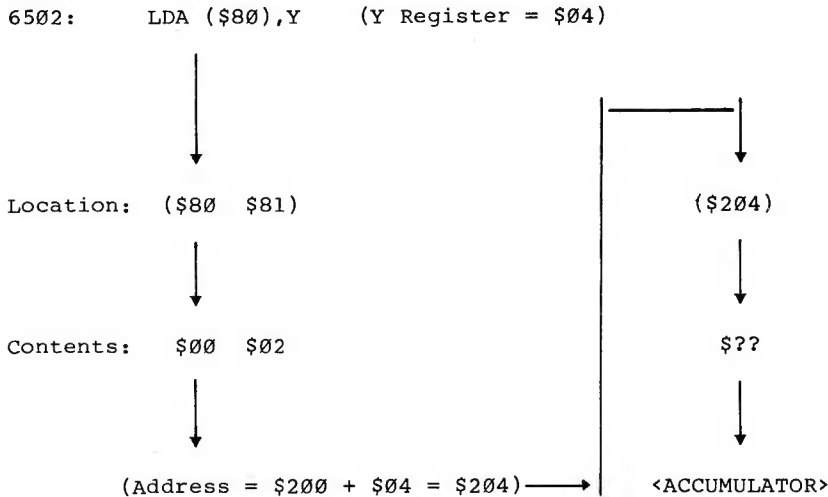 6502: LDA ($80),Y (Y Register = $04)
Location: ($80 $81) ($204)
Contents: $00 $02 $??
(Address = $200 + $04 = $204) <ACCUMULATOR>